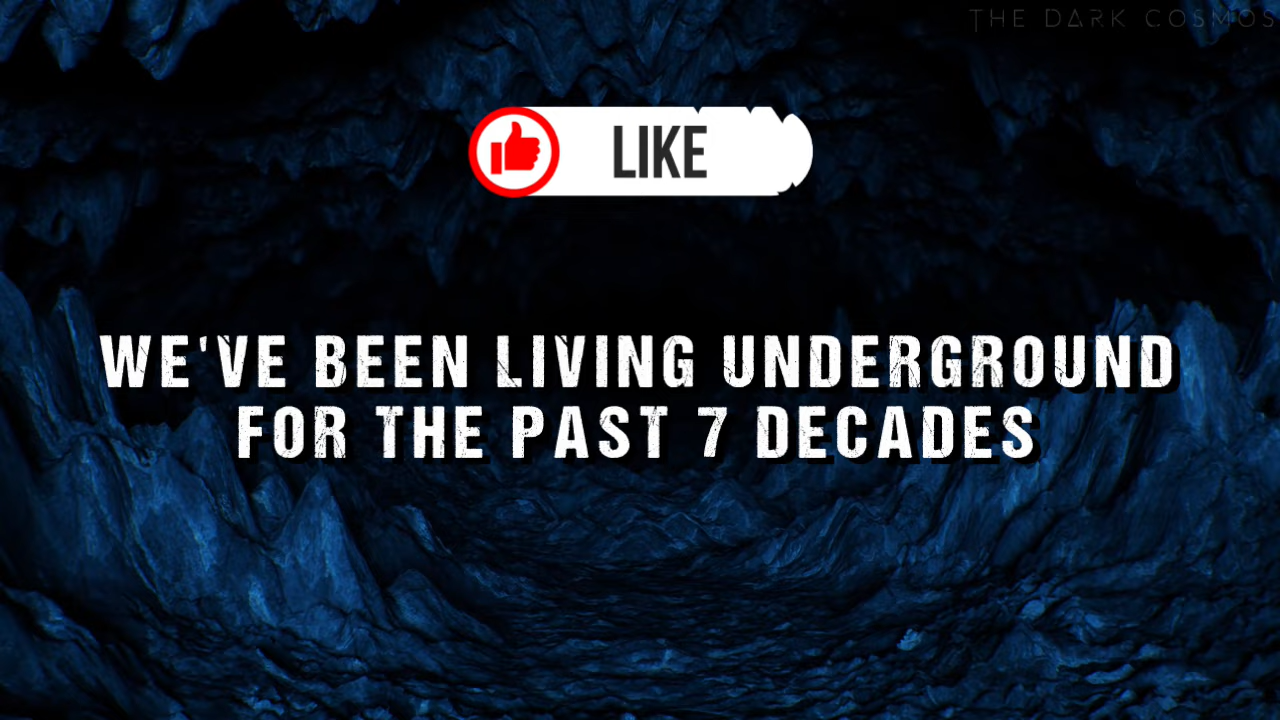 THE DARK COSMOS
LIKE
WE'VE BEEN LIVING UNDERGROUND
FOR THE PAST 7 DECADES